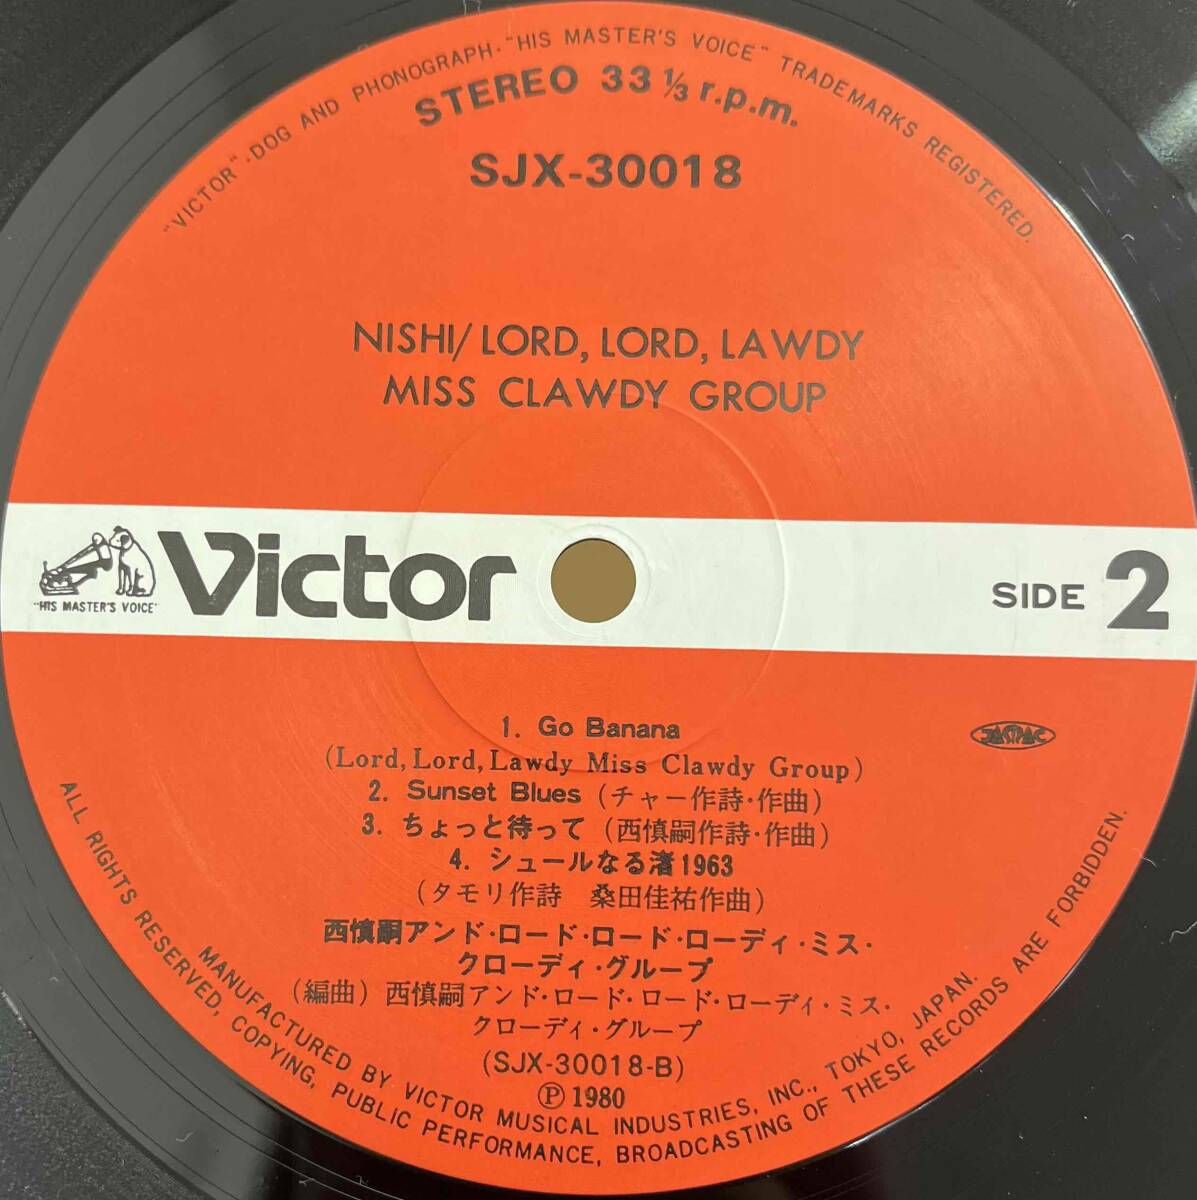 "VICTOR"·DOG AND PHONOGRAPH·"HIS MASTER'S VOICE" TRADEMARKS REGISTERED.
STEREO 33 1/3 r.p.m.
SJX-30018
NISHI/LORD, LORD, LAWDY
MISS CLAWDY GROUP
"HIS MASTER'S VOICE"
Victor
SIDE 2
1. Go Banana
(Lord, Lord, Lawdy Miss Clawdy Group)
JASRAC
2. Sunset Blues (チャー作詩·作曲)
3. ちょっと待って (西慎嗣作詩·作曲)
4. シュールなる渚1963
(タモリ作詩 桑田佳祐作曲)
西慎嗣アンド·ロード·ロード·ローディ·ミス·
クローディ·グループ
(編曲) 西慎嗣アンド·ロード·ロード·ローディ·ミス·
クローディ·グループ
(SJX-30018-B)
Ⓟ 1980
MANUFACTURED BY VICTOR MUSICAL INDUSTRIES, INC., TOKYO, JAPAN.
ALL RIGHTS RESERVED, COPYING, PUBLIC PERFORMANCE, BROADCASTING OF THESE RECORDS ARE FORBIDDEN.